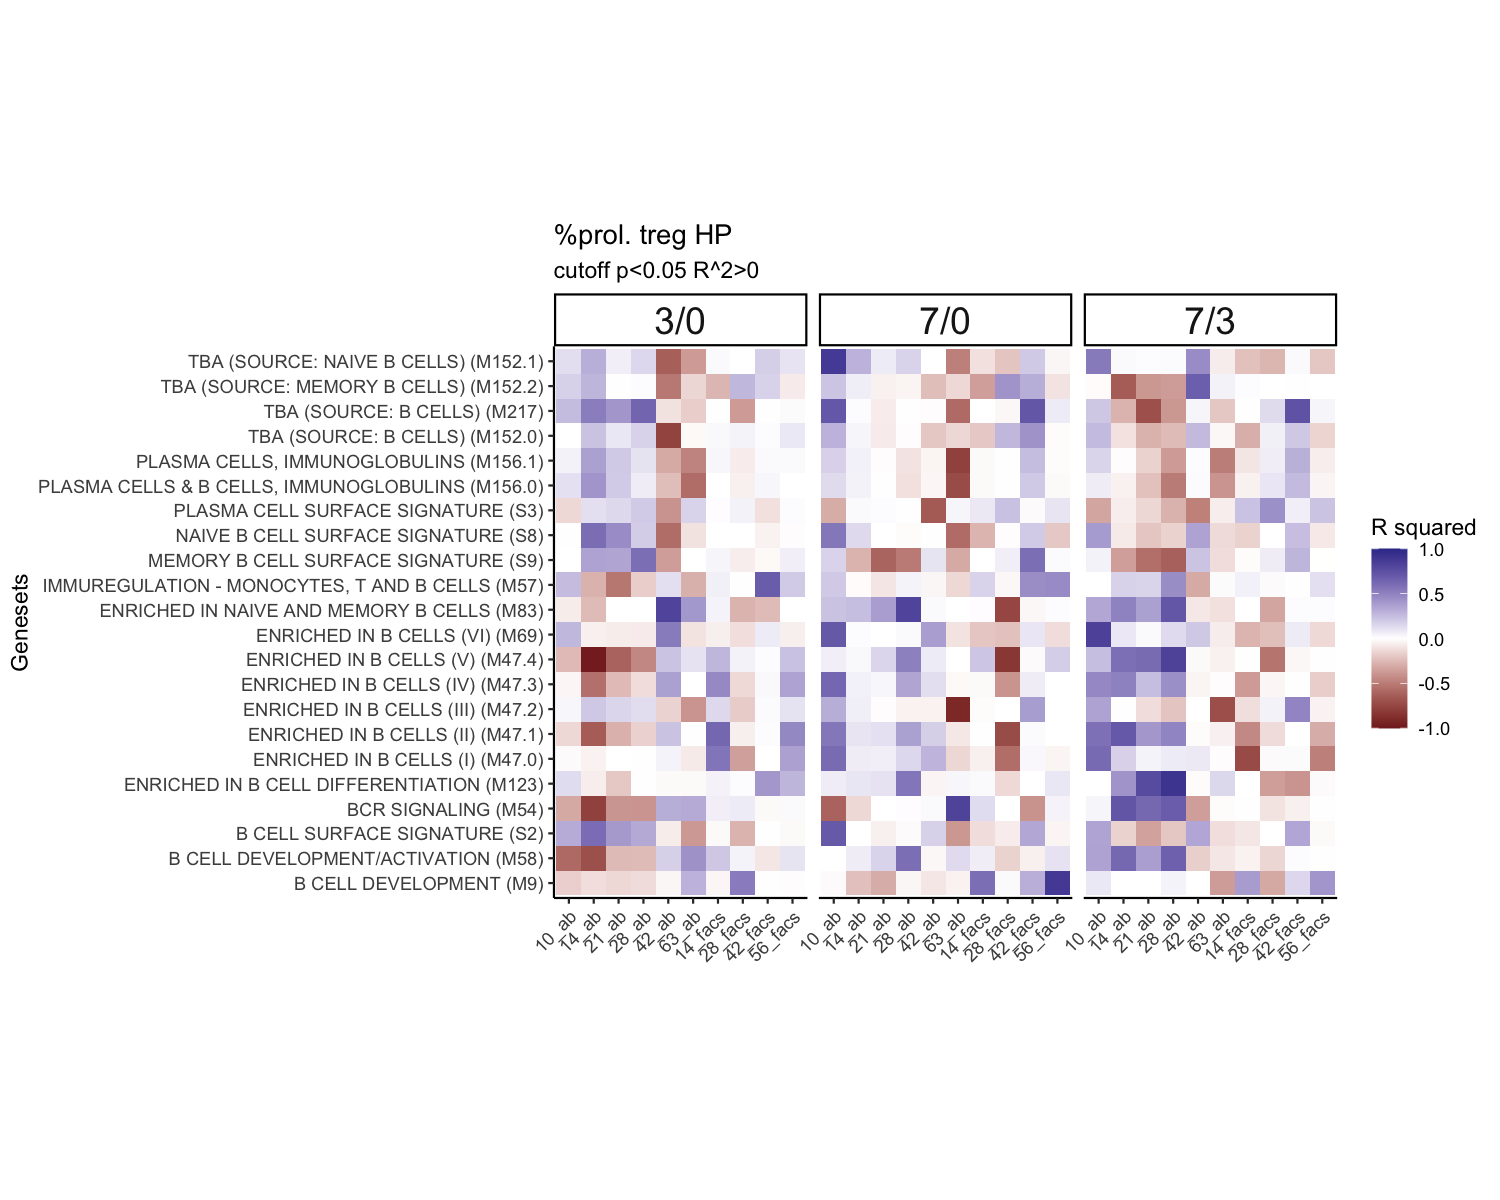 %prol. treg HP
cutoff p<0.05 R^2>0
3/0
7/0
7/3
TBA (SOURCE: NAIVE B CELLS) (M152.1)
TBA (SOURCE: MEMORY B CELLS) (M152.2)
TBA (SOURCE: B CELLS) (M217)
TBA (SOURCE: B CELLS) (M152.0)
PLASMA CELLS, IMMUNOGLOBULINS (M156.1)
PLASMA CELLS & B CELLS, IMMUNOGLOBULINS (M156.0)
PLASMA CELL SURFACE SIGNATURE (S3)
NAIVE B CELL SURFACE SIGNATURE (S8)
MEMORY B CELL SURFACE SIGNATURE (S9)
IMMUREGULATION - MONOCYTES, T AND B CELLS (M57)
ENRICHED IN NAIVE AND MEMORY B CELLS (M83)
ENRICHED IN B CELLS (VI) (M69)
ENRICHED IN B CELLS (V) (M47.4)
ENRICHED IN B CELLS (IV) (M47.3)
ENRICHED IN B CELLS (III) (M47.2)
ENRICHED IN B CELLS (II) (M47.1)
ENRICHED IN B CELLS (I) (M47.0)
ENRICHED IN B CELL DIFFERENTIATION (M123)
BCR SIGNALING (M54)
B CELL SURFACE SIGNATURE (S2)
B CELL DEVELOPMENT/ACTIVATION (M58)
B CELL DEVELOPMENT (M9)
Genesets
10_ab
14_ab
21_ab
28_ab
42_ab
63_ab
14_facs
28_facs
42_facs
56_facs
10_ab
14_ab
21_ab
28_ab
42_ab
63_ab
14_facs
28_facs
42_facs
56_facs
10_ab
14_ab
21_ab
28_ab
42_ab
63_ab
14_facs
28_facs
42_facs
56_facs
R squared
1.0
0.5
0.0
-0.5
-1.0